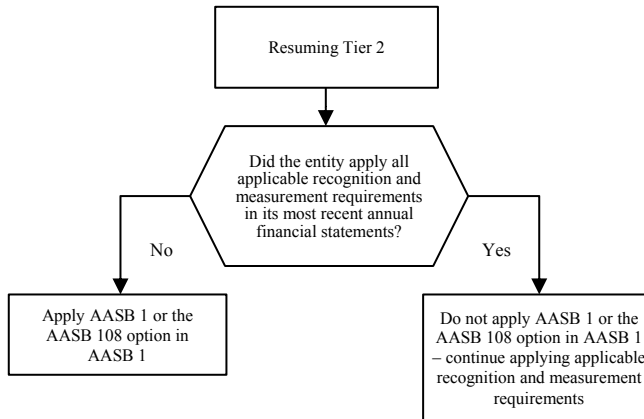 Resuming Tier 2
Did the entity apply all
applicable recognition and
measurement requirements
in its most recent annual
financial statements?
No
Yes
Apply AASB 1 or the
AASB 108 option in
AASB 1
Do not apply AASB 1 or the
AASB 108 option in AASB 1
– continue applying applicable
recognition and measurement
requirements